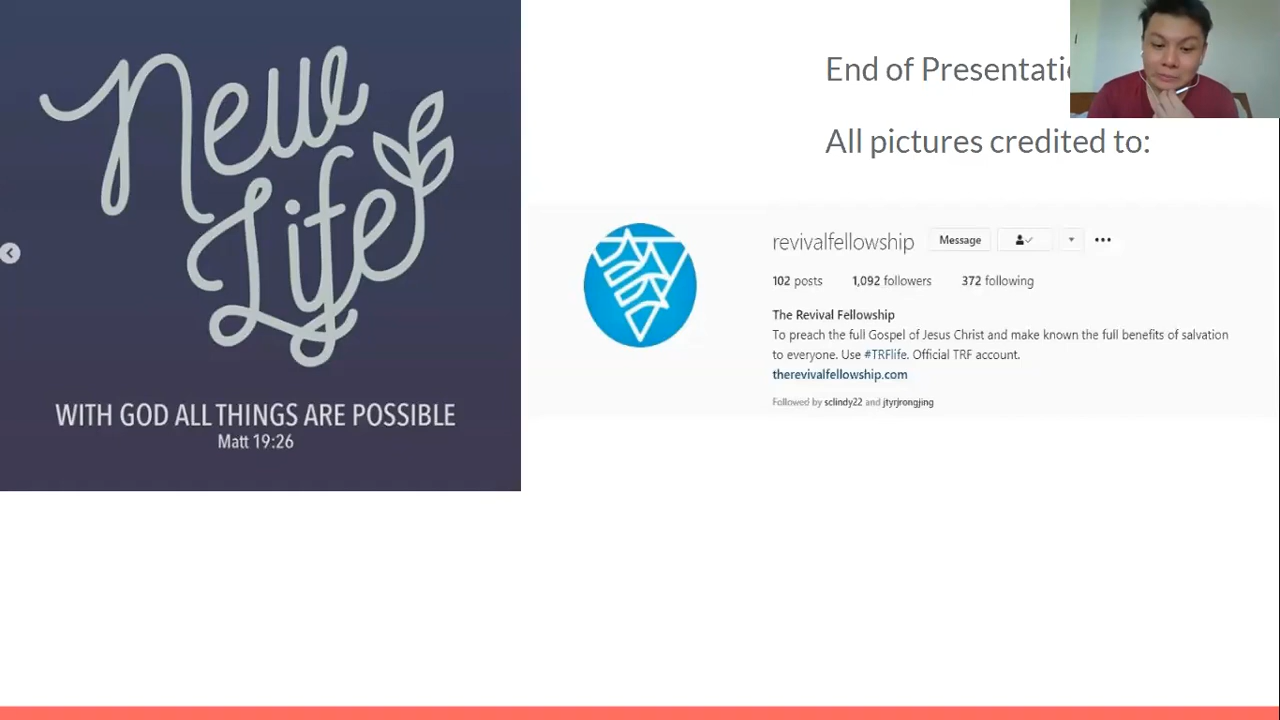 New
Life
WITH GOD ALL THINGS ARE POSSIBLE
Matt 19:26
End of
All pictures credited to:
revivalfellowship Message
102 posts 1,092 followers 372 following
The Revival Fellowship
To preach the full Gospel of Jesus Christ and make known the full benefits of salvation
to everyone. Use #TRFlife. Official TRF account.
therevivalfellowship.com
Followed by sclindy22 and jtyrjrongjing